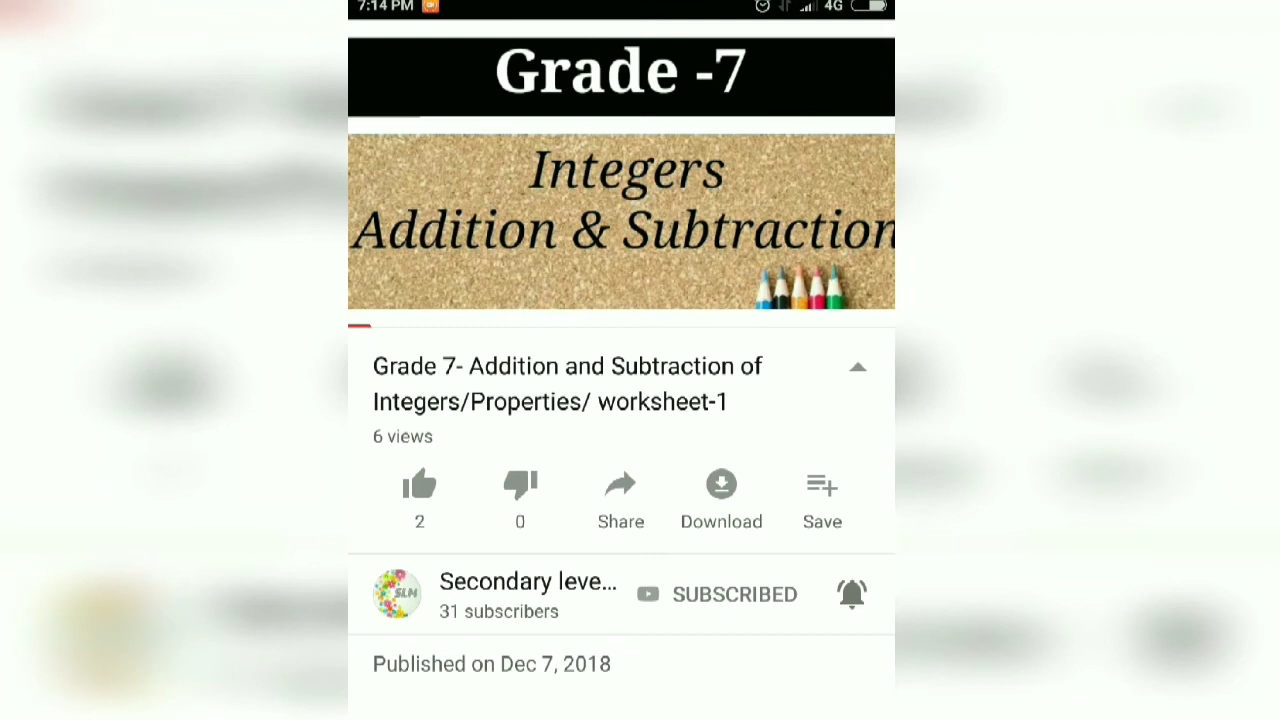 7:14 PM 4G
Grade -7
Integers
Addition & Subtraction
Grade 7- Addition and Subtraction of
Integers/Properties/ worksheet-1
6 views
2 0 Share Download Save
SLM
Secondary leve... SUBSCRIBED
31 subscribers
Published on Dec 7, 2018